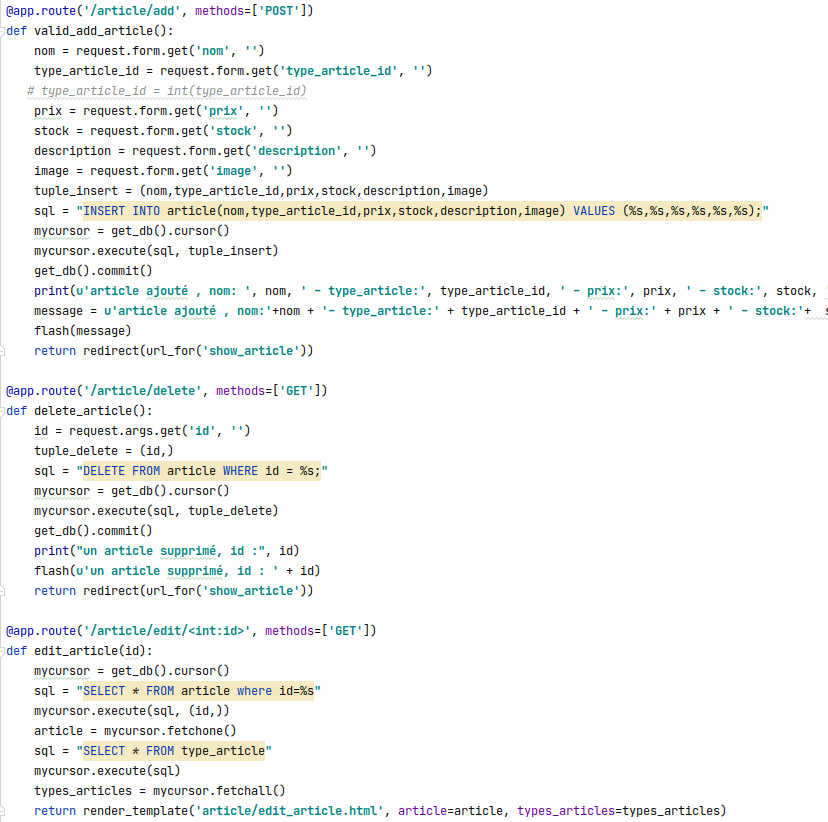 @app.route('/article/add', methods=['POST'])
def valid_add_article():
    nom = request.form.get('nom', '')
    type_article_id = request.form.get('type_article_id', '')
   # type_article_id = int(type_article_id)
    prix = request.form.get('prix', '')
    stock = request.form.get('stock', '')
    description = request.form.get('description', '')
    image = request.form.get('image', '')
    tuple_insert = (nom,type_article_id,prix,stock,description,image)
    sql = "INSERT INTO article(nom,type_article_id,prix,stock,description,image) VALUES (%s,%s,%s,%s,%s,%s);"
    mycursor = get_db().cursor()
    mycursor.execute(sql, tuple_insert)
    get_db().commit()
    print(u'article ajouté , nom: ', nom, ' - type_article:', type_article_id, ' - prix:', prix, ' - stock:', stock, '
    message = u'article ajouté , nom:'+nom + '- type_article:' + type_article_id + ' - prix:' + prix + ' - stock:'+  s
    flash(message)
    return redirect(url_for('show_article'))

@app.route('/article/delete', methods=['GET'])
def delete_article():
    id = request.args.get('id', '')
    tuple_delete = (id,)
    sql = "DELETE FROM article WHERE id = %s;"
    mycursor = get_db().cursor()
    mycursor.execute(sql, tuple_delete)
    get_db().commit()
    print("un article supprimé, id :", id)
    flash(u'un article supprimé, id : ' + id)
    return redirect(url_for('show_article'))

@app.route('/article/edit/<int:id>', methods=['GET'])
def edit_article(id):
    mycursor = get_db().cursor()
    sql = "SELECT * FROM article where id=%s"
    mycursor.execute(sql, (id,))
    article = mycursor.fetchone()
    sql = "SELECT * FROM type_article"
    mycursor.execute(sql)
    types_articles = mycursor.fetchall()
    return render_template('article/edit_article.html', article=article, types_articles=types_articles)